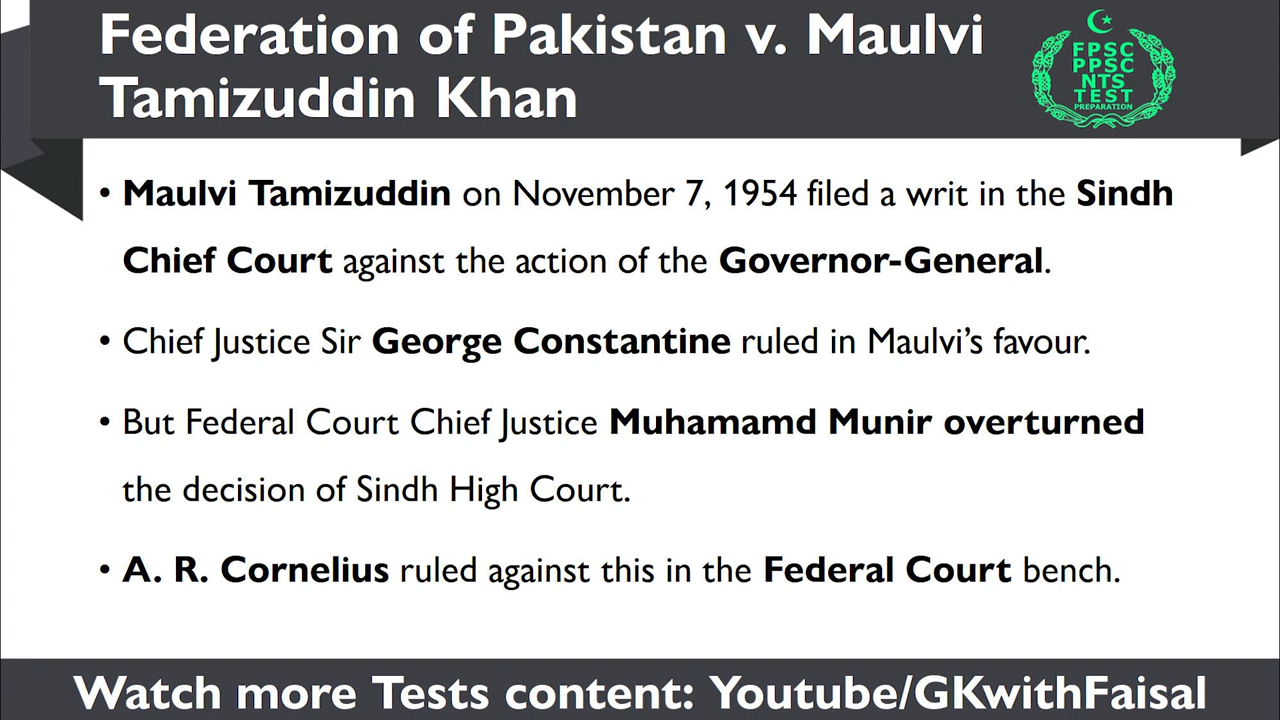 Federation of Pakistan v. Maulvi
Tamizuddin Khan
FPSC
PPSC
NTS
TEST
PREPARATION
• Maulvi Tamizuddin on November 7, 1954 filed a writ in the Sindh
Chief Court against the action of the Governor-General.
• Chief Justice Sir George Constantine ruled in Maulvi’s favour.
• But Federal Court Chief Justice Muhamamd Munir overturned
the decision of Sindh High Court.
• A. R. Cornelius ruled against this in the Federal Court bench.
Watch more Tests content: Youtube/GKwithFaisal